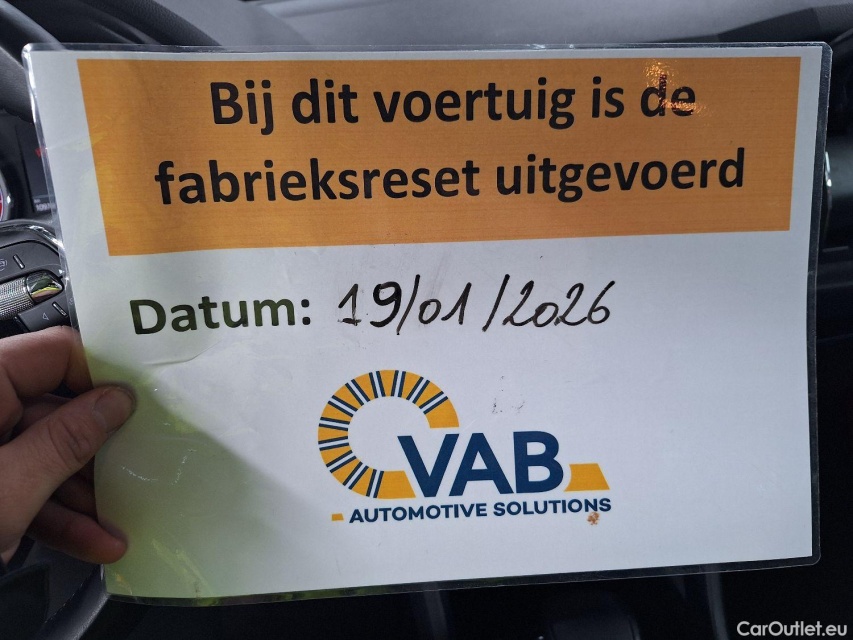 Bij dit voertuig is de
fabrieksreset uitgevoerd
Datum: 19/01/2026
VAB
AUTOMOTIVE SOLUTIONS
CarOutlet.eu